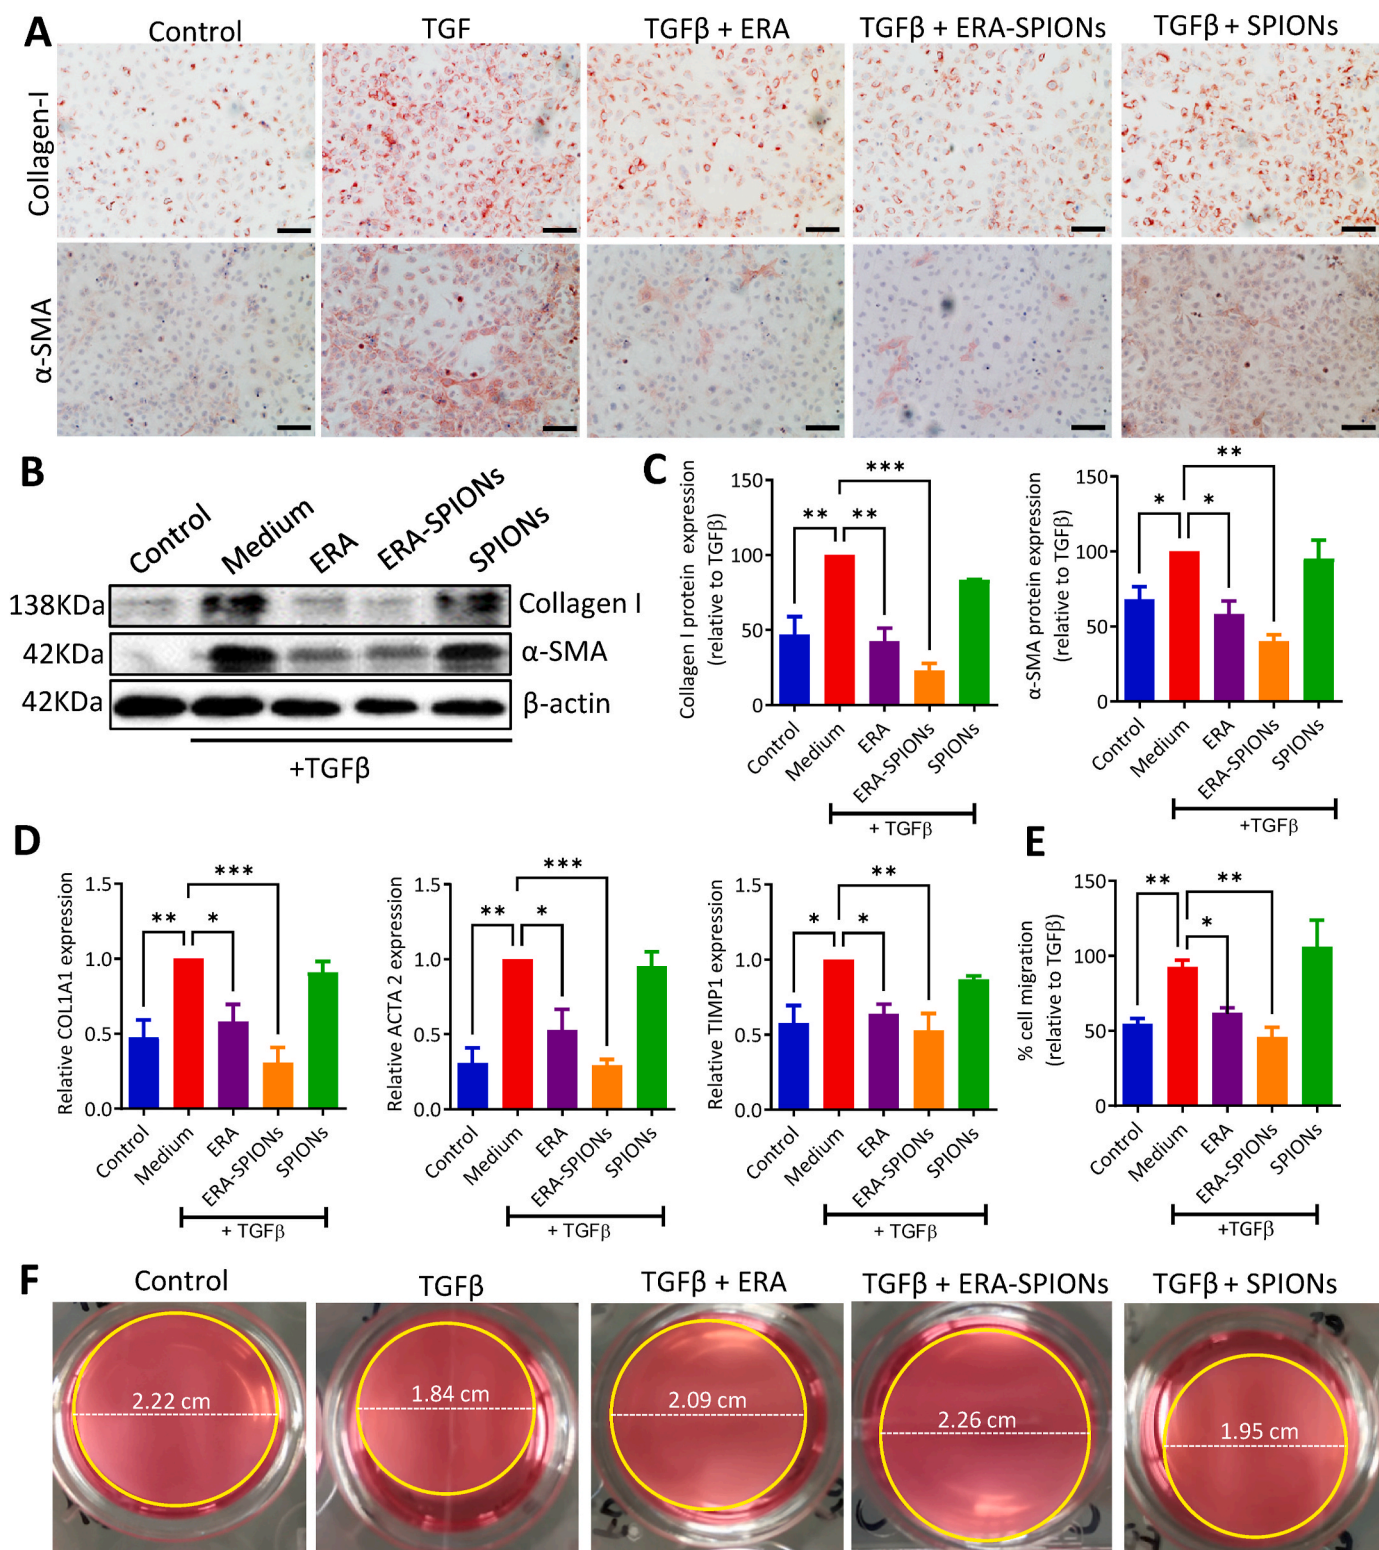 A
Control
TGF
TGFβ + ERA
TGFβ + ERA-SPIONs
TGFβ + SPIONs
Collagen-I
α-SMA
B
Control
Medium
ERA
ERA-SPIONs
SPIONs
138KDa
Collagen I
42KDa
α-SMA
42KDa
β-actin
+TGFβ
C
Collagen I protein expression
(relative to TGFβ)
150
100
50
0
**
**
***
Control
Medium
ERA
ERA-SPIONs
SPIONs
+ TGFβ
α-SMA protein expression
(relative to TGFβ)
150
100
50
0
*
*
**
Control
Medium
ERA
ERA-SPIONs
SPIONs
+TGFβ
D
Relative COL1A1 expression
1.5
1.0
0.5
0.0
**
*
***
Control
Medium
ERA
ERA-SPIONs
SPIONs
+ TGFβ
Relative ACTA 2 expression
1.5
1.0
0.5
0.0
**
*
***
Control
Medium
ERA
ERA-SPIONs
SPIONs
+ TGFβ
Relative TIMP1 expression
1.5
1.0
0.5
0.0
*
*
**
Control
Medium
ERA
ERA-SPIONs
SPIONs
+ TGFβ
E
% cell migration
(relative to TGFβ)
150
100
50
0
**
*
**
Control
Medium
ERA
ERA-SPIONs
SPIONs
+TGFβ
F
Control
TGFβ
TGFβ + ERA
TGFβ + ERA-SPIONs
TGFβ + SPIONs
2.22 cm
1.84 cm
2.09 cm
2.26 cm
1.95 cm